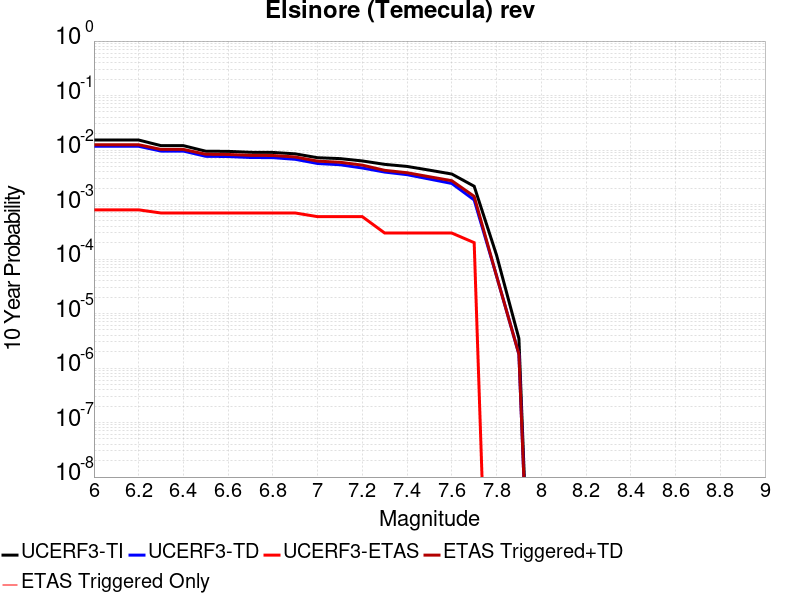 Elsinore (Temecula) rev
10^0
10^-1
10^-2
10^-3
10^-4
10^-5
10^-6
10^-7
10^-8
10 Year Probability
6 6.2 6.4 6.6 6.8 7 7.2 7.4 7.6 7.8 8 8.2 8.4 8.6 8.8 9
Magnitude
UCERF3-TI UCERF3-TD UCERF3-ETAS ETAS Triggered+TD
ETAS Triggered Only